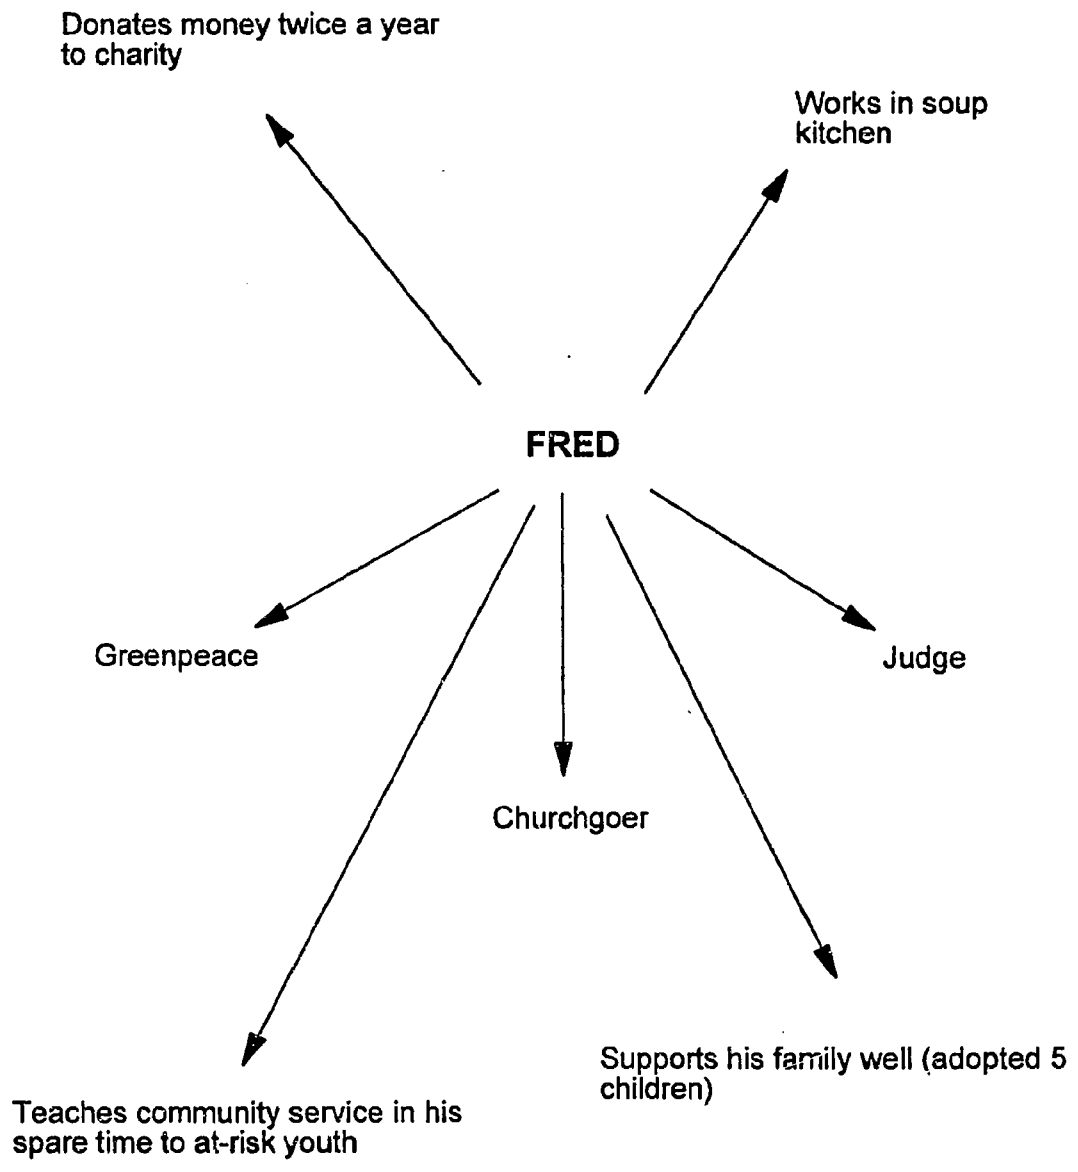 Donates money twice a year
to charity
Works in soup
kitchen
FRED
Greenpeace
Judge
Churchgoer
Supports his family well (adopted 5
children)
Teaches community service in his
spare time to at-risk youth